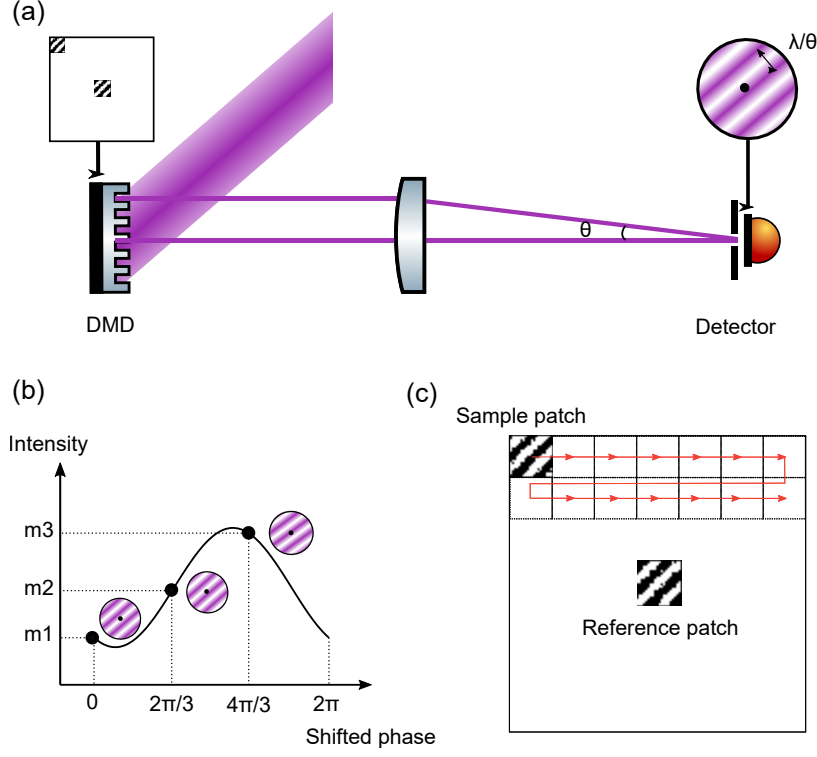 (a)
λ/θ
θ
DMD
Detector
(b)
Intensity
m3
m2
m1
0
2π/3
4π/3
2π
Shifted phase
(c)
Sample patch
Reference patch